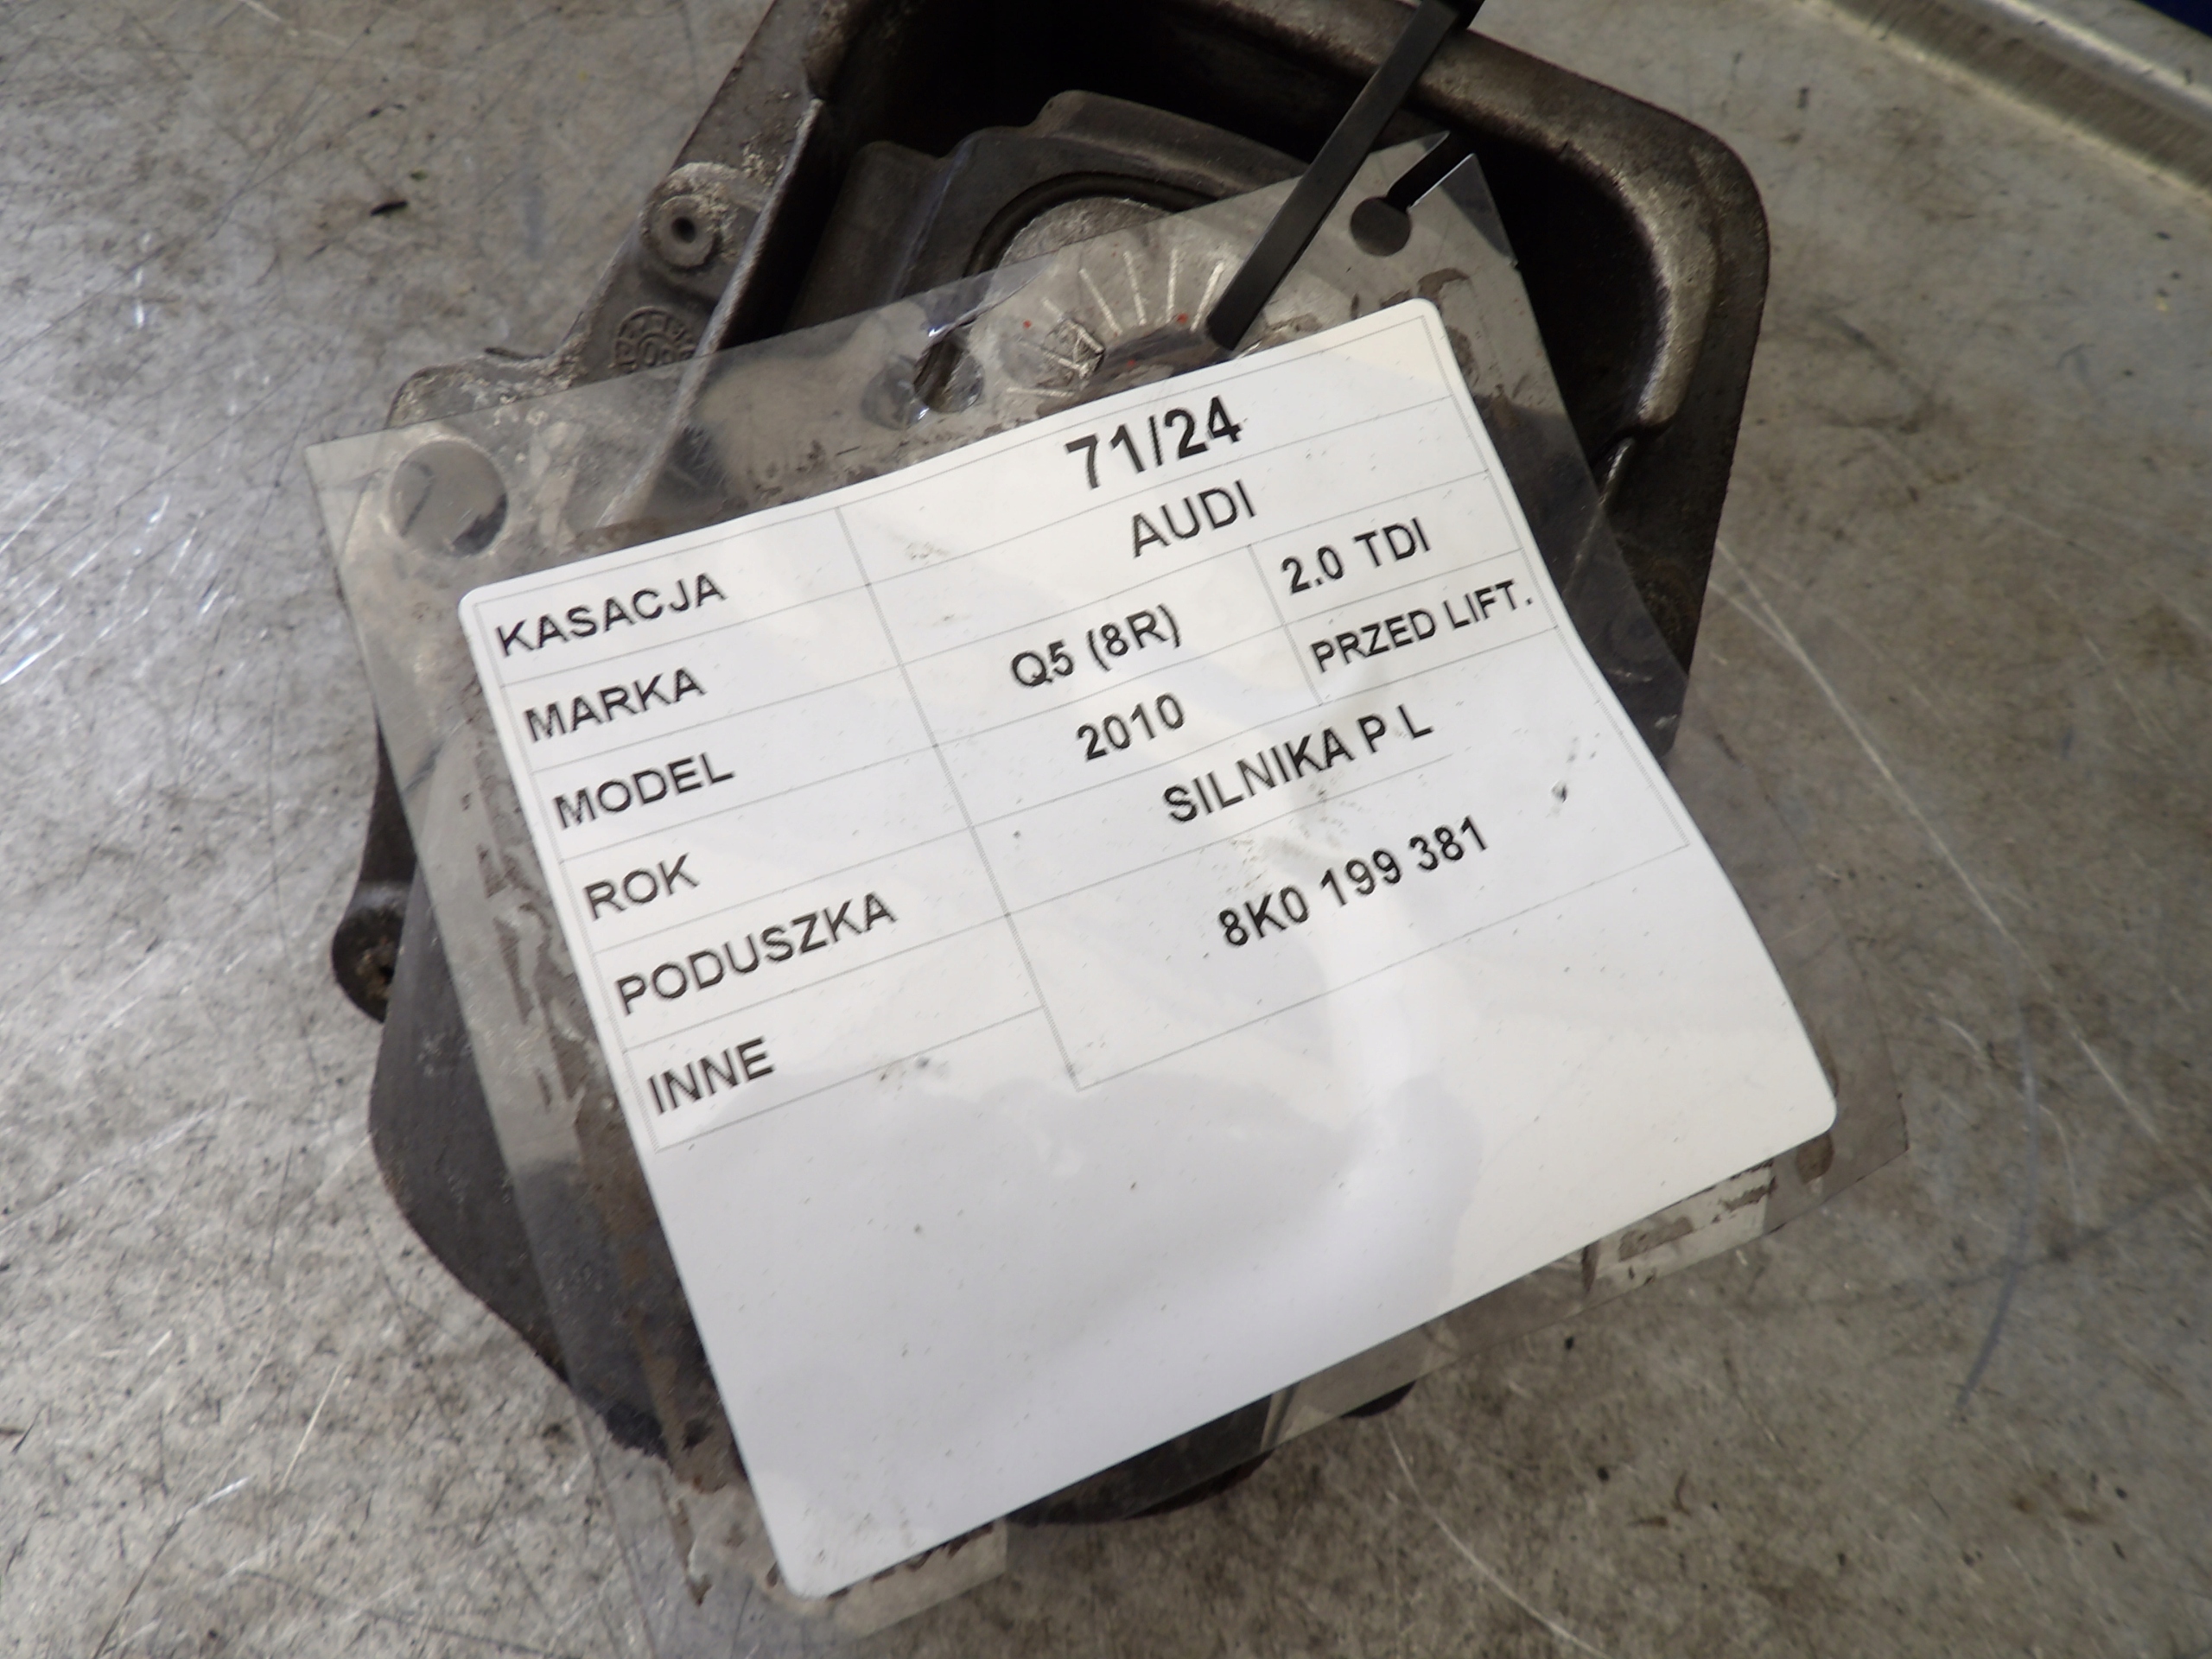 KASACJA 71/24
MARKA AUDI
MODEL Q5 (8R) 2.0 TDI
ROK 2010 PRZED LIFT.
PODUSZKA SILNIKA P L
INNE 8K0 199 381